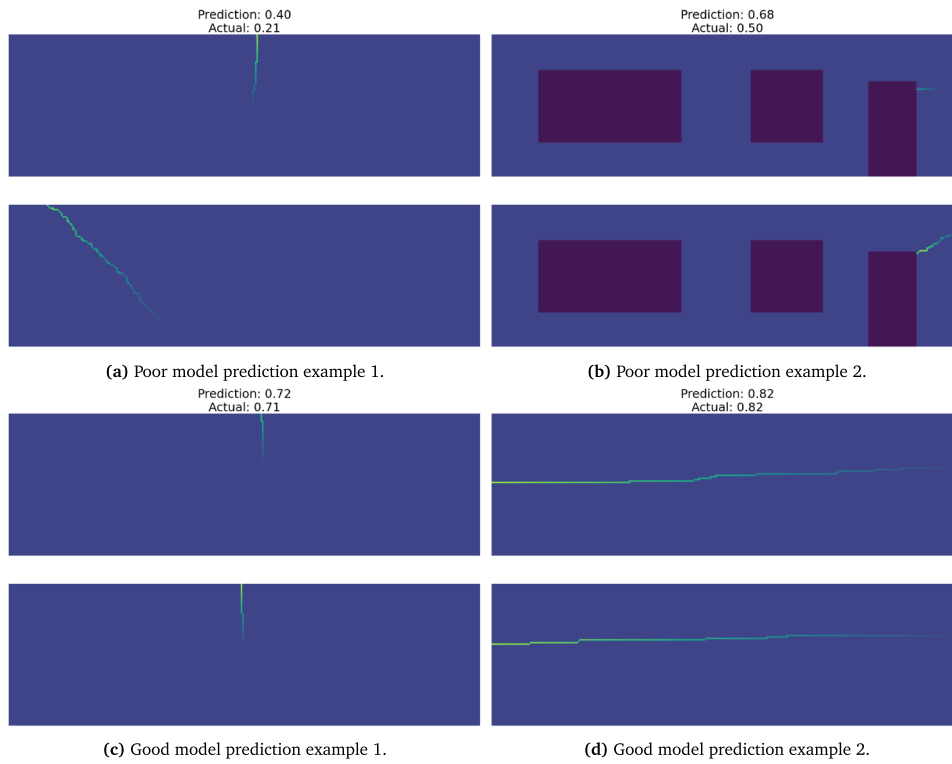 Prediction: 0.40
Actual: 0.21
Prediction: 0.68
Actual: 0.50
(a) Poor model prediction example 1.
(b) Poor model prediction example 2.
Prediction: 0.72
Actual: 0.71
Prediction: 0.82
Actual: 0.82
(c) Good model prediction example 1.
(d) Good model prediction example 2.